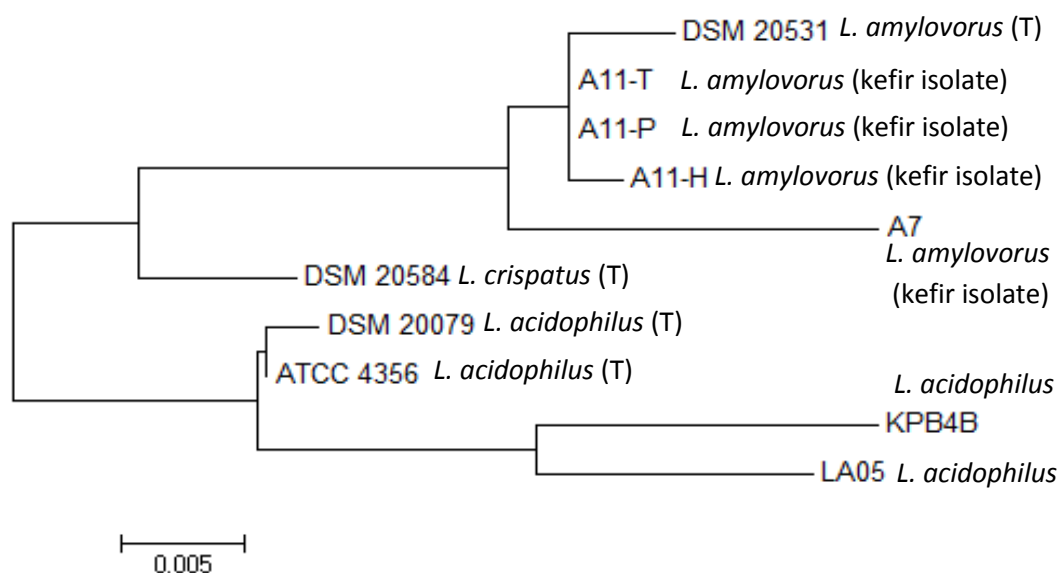 DSM 20531 L. amylovorus (T)
A11-T L. amylovorus (kefir isolate)
A11-P L. amylovorus (kefir isolate)
A11-H L. amylovorus (kefir isolate)
A7
L. amylovorus
(kefir isolate)
DSM 20584 L. crispatus (T)
DSM 20079 L. acidophilus (T)
ATCC 4356 L. acidophilus (T)
L. acidophilus
KPB4B
LA05 L. acidophilus
0.005